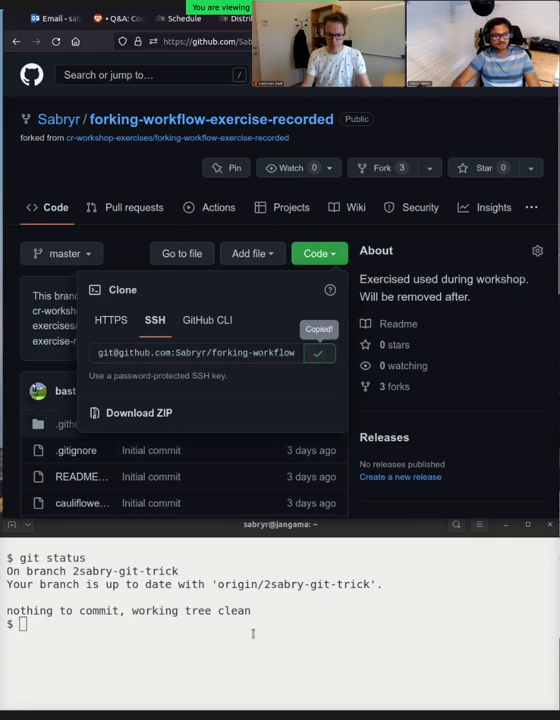 You are viewing
Email - sab
Q&A: Co
Schedule
Distri
https://github.com/Sab
Search or jump to...
/
Sabryr / forking-workflow-exercise-recorded
Public
forked from cr-workshop-exercises/forking-workflow-exercise-recorded
Pin
Watch 0
Fork 3
Star 0
Code
Pull requests
Actions
Projects
Wiki
Security
Insights
master
Go to file
Add file
Code
About
Clone
This bran
cr-works
exercises/
exercise-r
HTTPS
SSH
GitHub CLI
Copied!
git@github.com:Sabryr/forking-workflow
Use a password-protected SSH key.
Download ZIP
Exercised used during workshop.
Will be removed after.
Readme
0 stars
0 watching
3 forks
bast
.gith
.gitignore
Initial commit
3 days ago
README...
Initial commit
3 days ago
cauliflowe...
Initial commit
3 days ago
Releases
No releases published
Create a new release
sabryr@jangama: ~
$ git status
On branch 2sabry-git-trick
Your branch is up to date with 'origin/2sabry-git-trick'.
nothing to commit, working tree clean
$